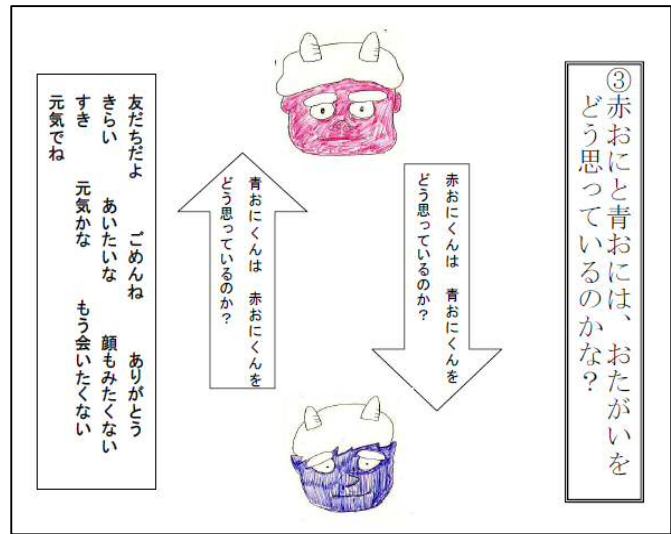 ③赤おにと青おには、おたがいを
どう思っているのかな？
赤おにくんは　青おにくんを
どう思っているのか？
青おにくんは　赤おにくんを
どう思っているのか？
友だちだよ　ごめんね　ありがとう
きらい　あいたいな　顔もみたくない
すき　元気かな　もう会いたくない
元気でね